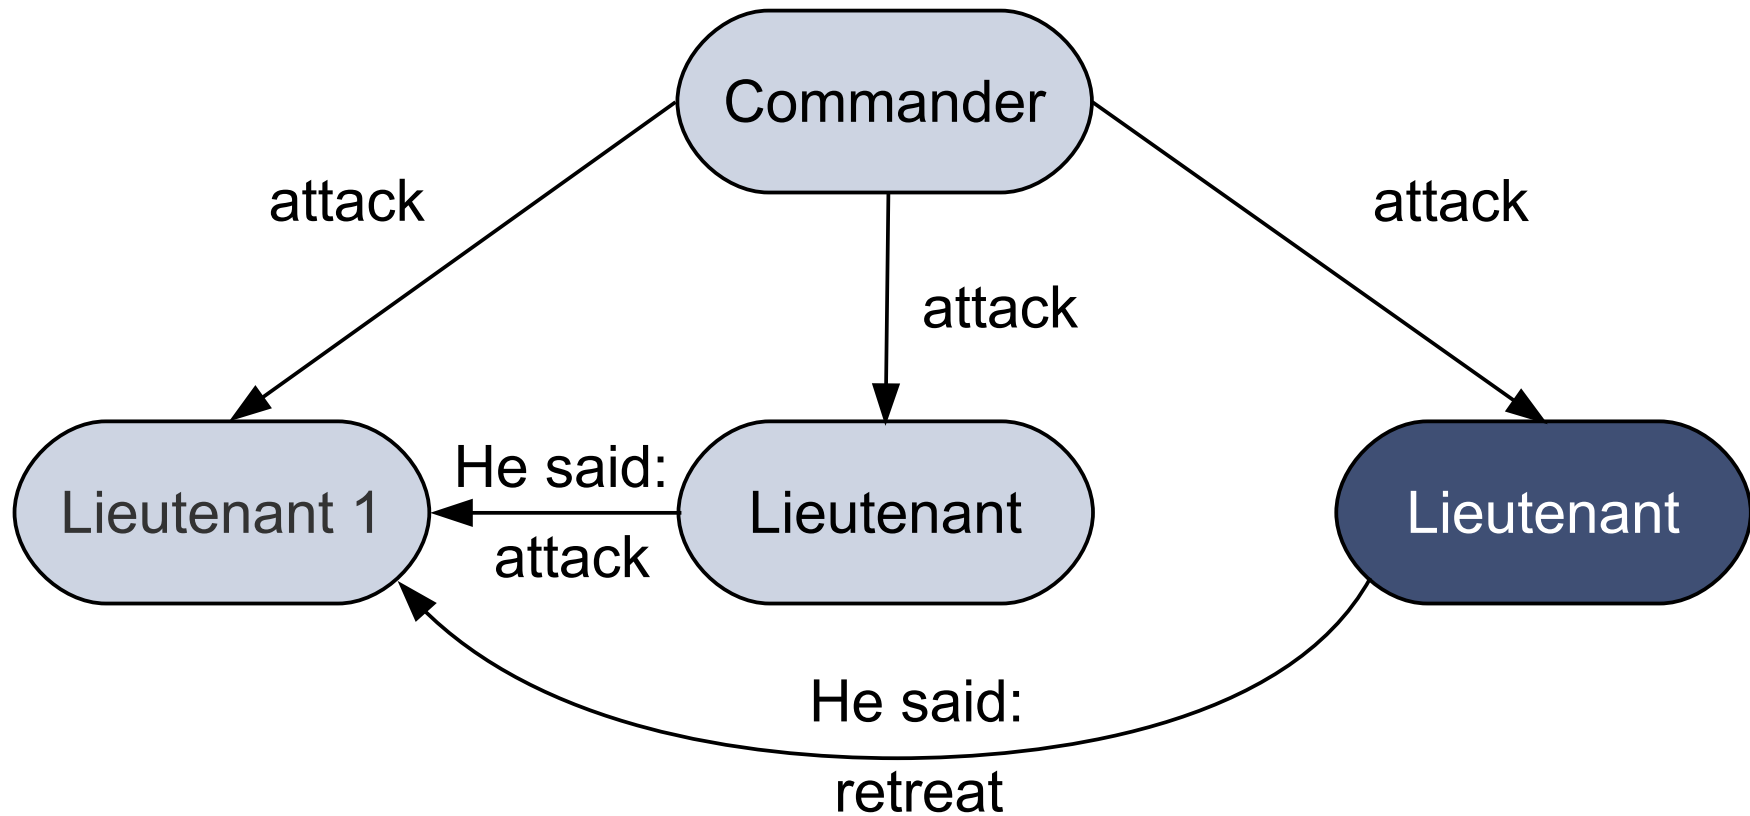 Commander
attack
attack
attack
He said:
Lieutenant 1
Lieutenant
Lieutenant
attack
He said:
retreat